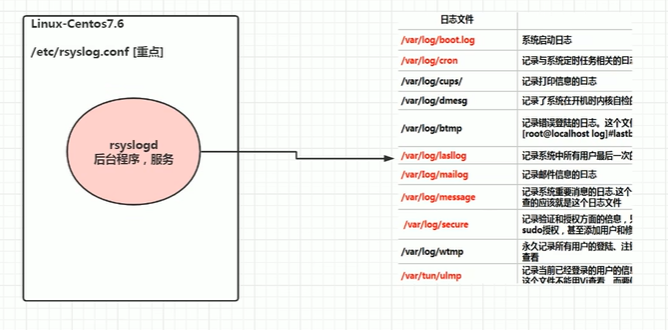 Linux-Centos7.6
/etc/rsyslog.conf [重点]
rsyslogd
后台程序，服务
日志文件
/var/log/boot.log 系统启动日志
/var/log/cron 记录与系统定时任务相关的日志
/var/log/cups/ 记录打印信息的日志
/var/log/dmesg 记录了系统在开机时内核自检的
/var/log/btmp 记录错误登陆的日志。这个文件
[root@localhost log]#lastb
/var/log/lasllog 记录系统中所有用户最后一次的
/var/log/mailog 记录邮件信息的日志
/var/log/message 记录系统重要消息的日志.这个
查的应该就是这个日志文件
/var/log/secure 记录验证和授权方面的信息，只
sudo授权，甚至添加用户和修
/var/log/wtmp 永久记录所有用户的登陆、注销
查看
/var/tun/ulmp 记录当前已经登录的用户的信息
这个文件不能用Vi查看，而要